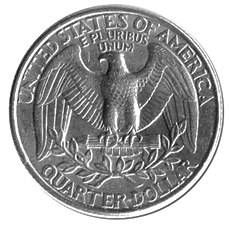 UNITED STATES OF AMERICA
E PLURIBUS
UNUM
QUARTER DOLLAR